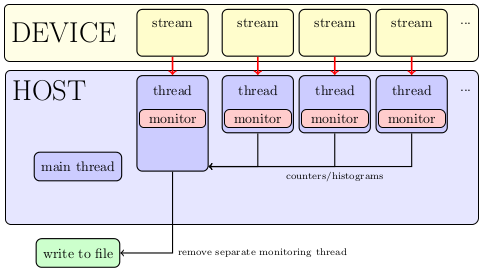 DEVICE
stream
stream
stream
stream
...
HOST
thread
thread
thread
thread
...
monitor
monitor
monitor
monitor
main thread
counters/histograms
write to file
remove separate monitoring thread